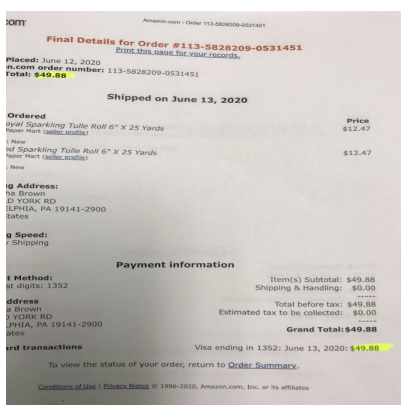 com
Amazon.com - Order 113-5828209-0531451
Final Details for Order #113-5828209-0531451
Print this page for your records.
Placed: June 12, 2020
n.com order number: 113-5828209-0531451
Total: $49.88
Shipped on June 13, 2020
Ordered Price
oyal Sparkling Tulle Roll 6" X 25 Yards $12.47
Paper Mart (seller profile)
: New
ed Sparkling Tulle Roll 6" X 25 Yards $12.47
Paper Mart (seller profile)
: New
ng Address:
ha Brown
LD YORK RD
ELPHIA, PA 19141-2900
States
g Speed:
y Shipping
Payment information
t Method: Item(s) Subtotal: $49.88
st digits: 1352 Shipping & Handling: $0.00
-----
ddress Total before tax: $49.88
a Brown Estimated tax to be collected: $0.00
D YORK RD -----
LPHIA, PA 19141-2900 Grand Total: $49.88
ates
ard transactions Visa ending in 1352: June 13, 2020: $49.88
To view the status of your order, return to Order Summary.
Conditions of Use | Privacy Notice © 1996-2020, Amazon.com, Inc. or its affiliates